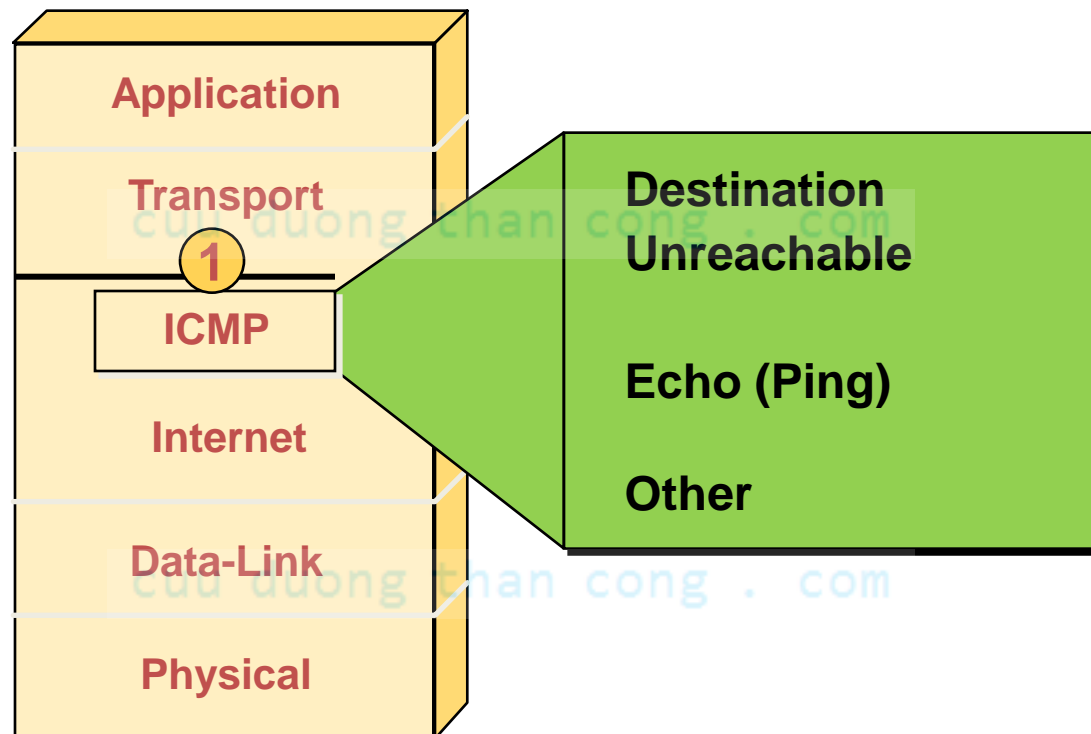 Application
Transport
cuu duong than cong . com
1
ICMP
Internet
Data-Link
cuu duong than cong . com
Physical
Destination
Unreachable
Echo (Ping)
Other